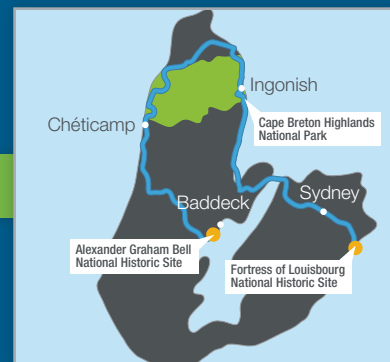 Ingonish
Cape Breton Highlands
National Park
Chéticamp
Baddeck
Sydney
Alexander Graham Bell
National Historic Site
Fortress of Louisbourg
National Historic Site